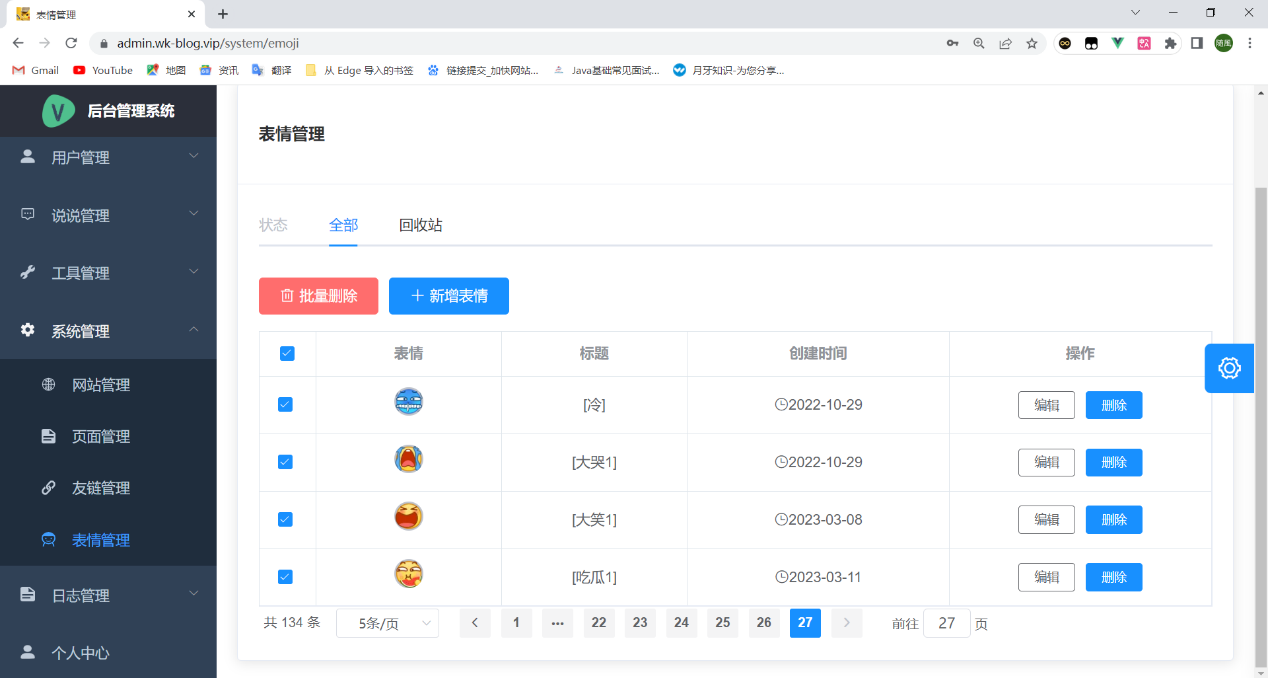 表情管理
admin.wk-blog.vip/system/emoji
随風
Gmail
YouTube
地图
资讯
翻译
从 Edge 导入的书签
链接提交_加快网站...
Java基础常见面试...
月牙知识-为您分享...
V
后台管理系统
用户管理
说说管理
工具管理
系统管理
网站管理
页面管理
友链管理
表情管理
日志管理
个人中心
表情管理
状态 全部 回收站
批量删除 新增表情
表情 标题 创建时间 操作
[冷] 2022-10-29 编辑 删除
[大哭1] 2022-10-29 编辑 删除
[大笑1] 2023-03-08 编辑 删除
[吃瓜1] 2023-03-11 编辑 删除
共 134 条 5条/页 1 ... 22 23 24 25 26 27 前往 27 页